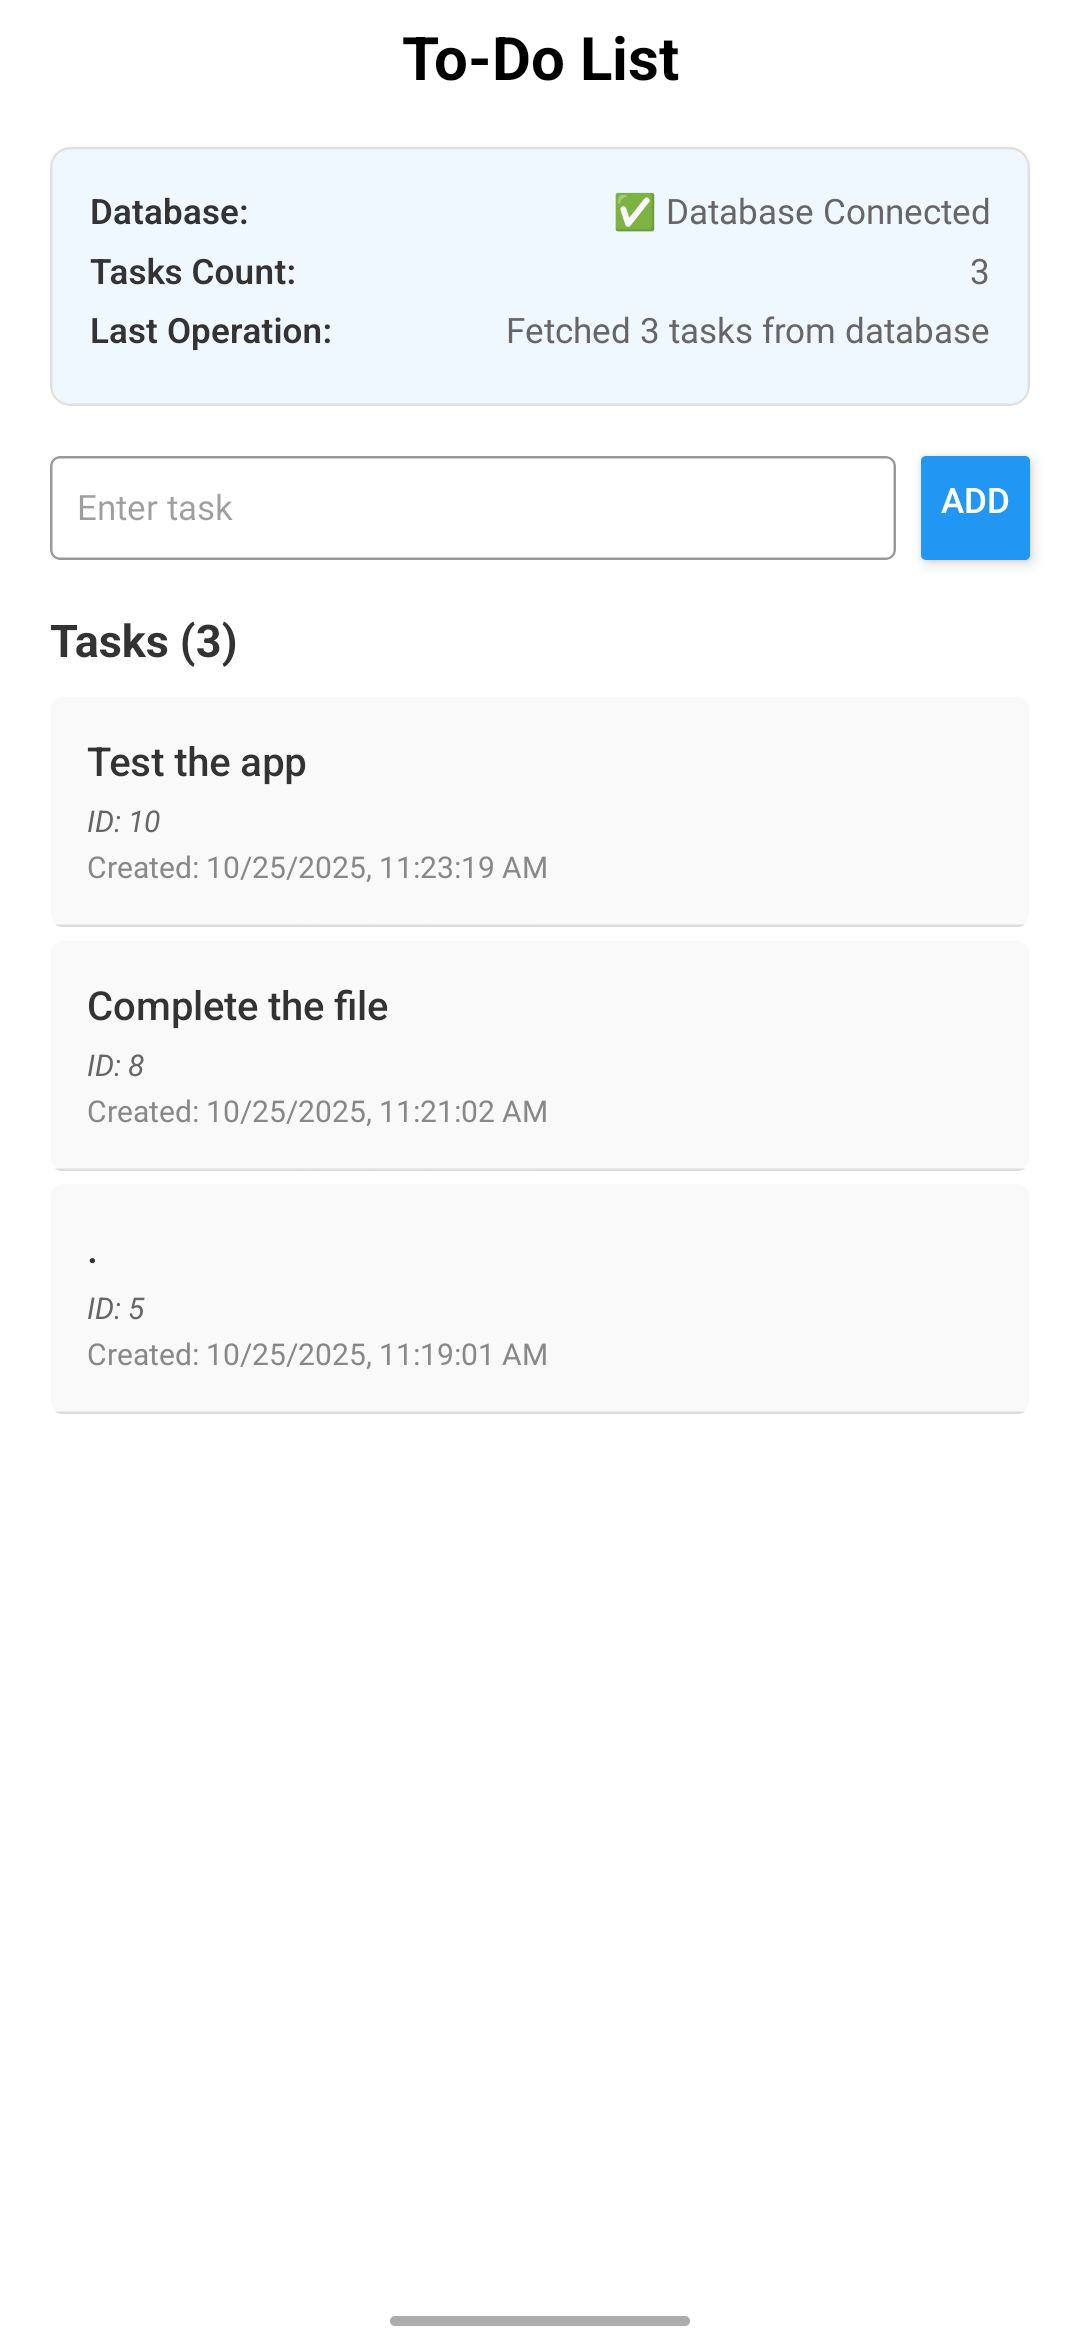 To-Do List
Database: ✅ Database Connected
Tasks Count: 3
Last Operation: Fetched 3 tasks from database
Enter task
ADD
Tasks (3)
Test the app
ID: 10
Created: 10/25/2025, 11:23:19 AM
Complete the file
ID: 8
Created: 10/25/2025, 11:21:02 AM
.
ID: 5
Created: 10/25/2025, 11:19:01 AM